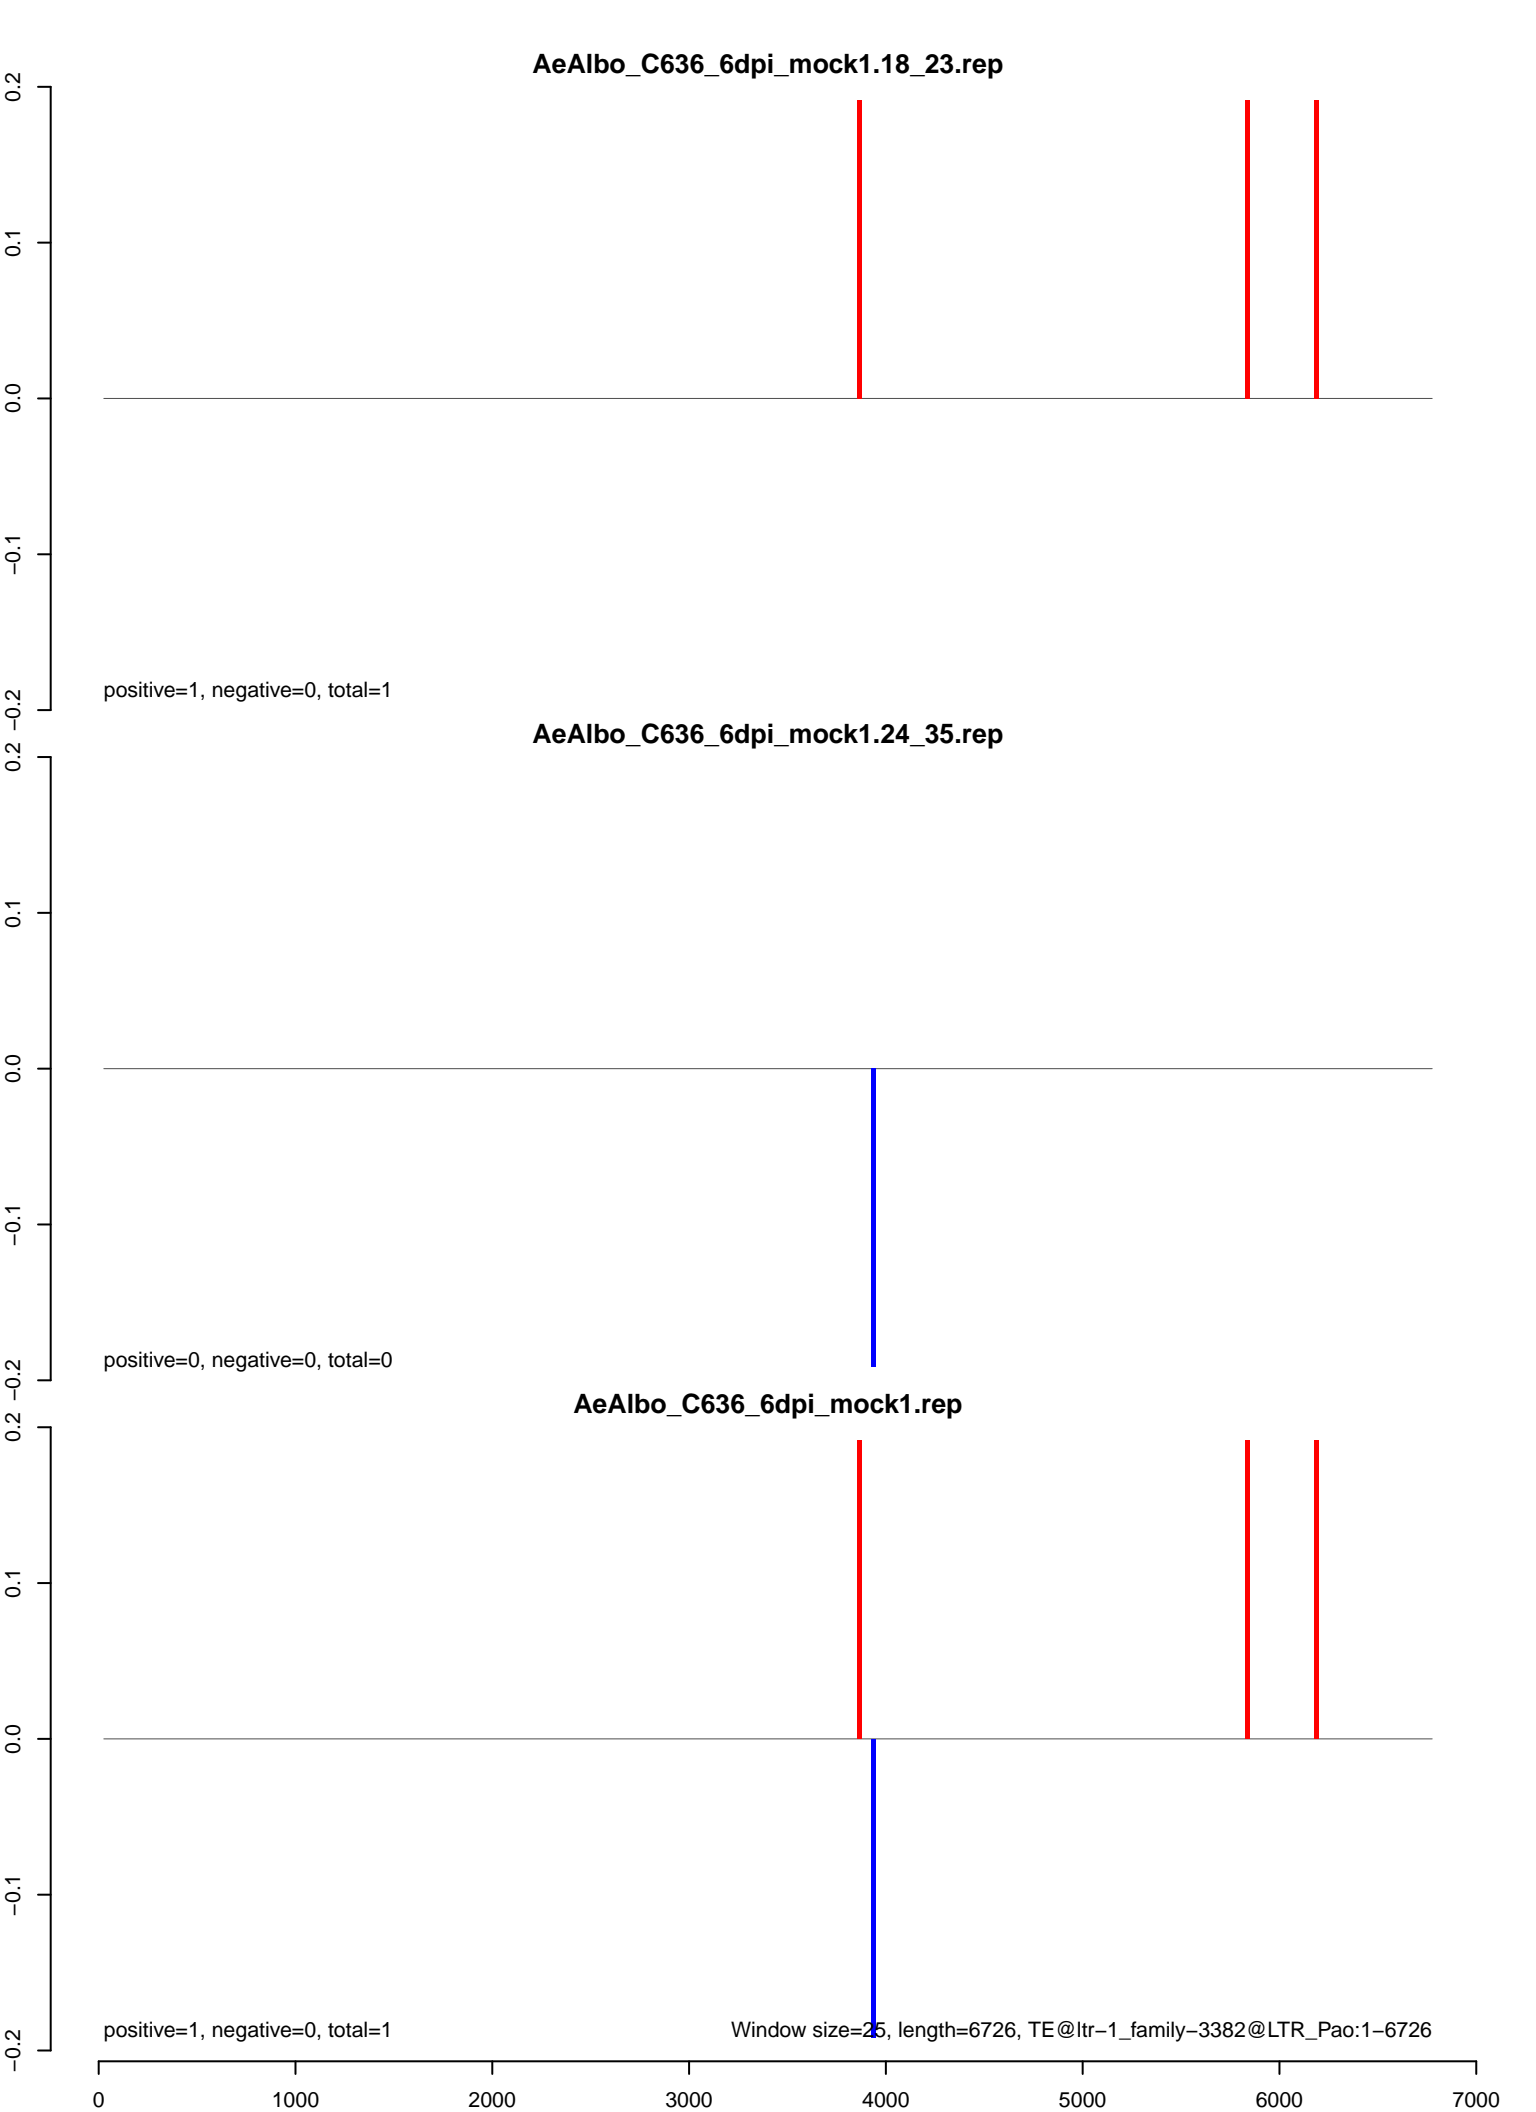 AeAlbo_C636_6dpi_mock1.18_23.rep
0.2
0.1
0.0
−0.1
−0.2
positive=1, negative=0, total=1
AeAlbo_C636_6dpi_mock1.24_35.rep
0.2
0.1
0.0
−0.1
−0.2
positive=0, negative=0, total=0
AeAlbo_C636_6dpi_mock1.rep
0.2
0.1
0.0
−0.1
−0.2
positive=1, negative=0, total=1
Window size=25, length=6726, TE@ltr−1_family−3382@LTR_Pao:1−6726
0 1000 2000 3000 4000 5000 6000 7000